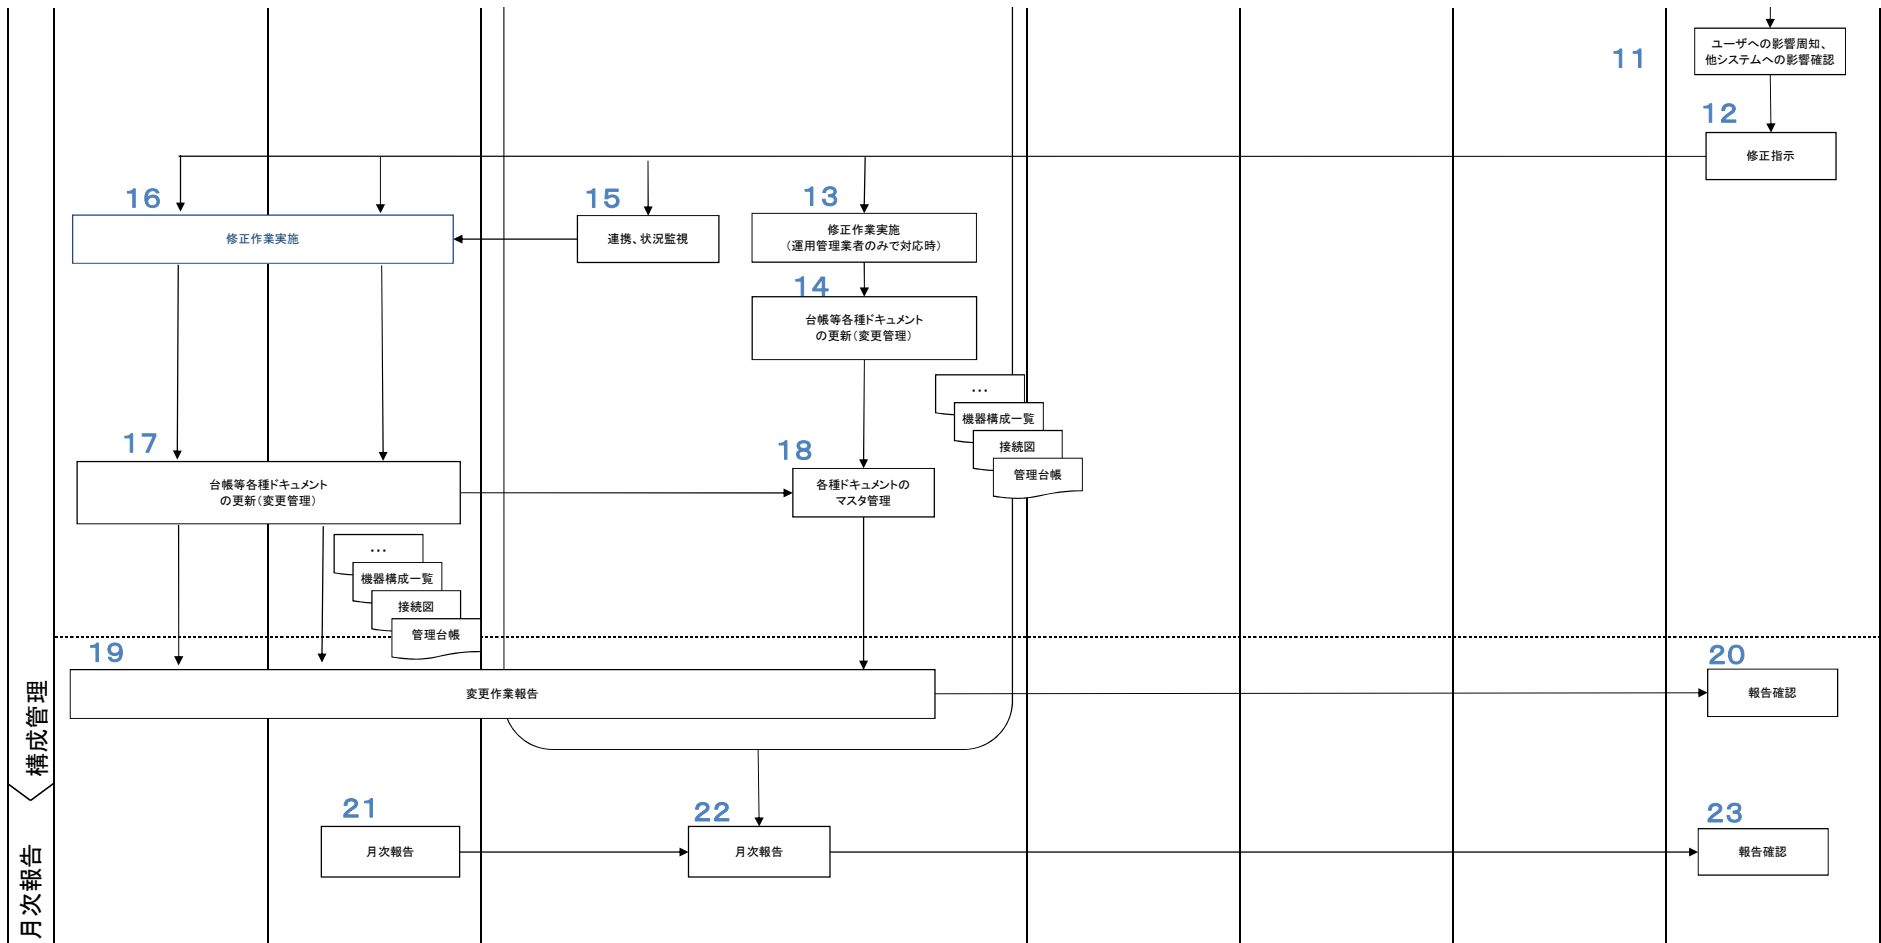 11
ユーザへの影響周知、
他システムへの影響確認
12
修正指示
16
修正作業実施
15
連携、状況監視
13
修正作業実施
(運用管理業者のみで対応時)
14
台帳等各種ドキュメント
の更新(変更管理)
…
機器構成一覧
接続図
管理台帳
17
台帳等各種ドキュメント
の更新(変更管理)
18
各種ドキュメントの
マスタ管理
…
機器構成一覧
接続図
管理台帳
構成管理
19
変更作業報告
20
報告確認
月次報告
21
月次報告
22
月次報告
23
報告確認